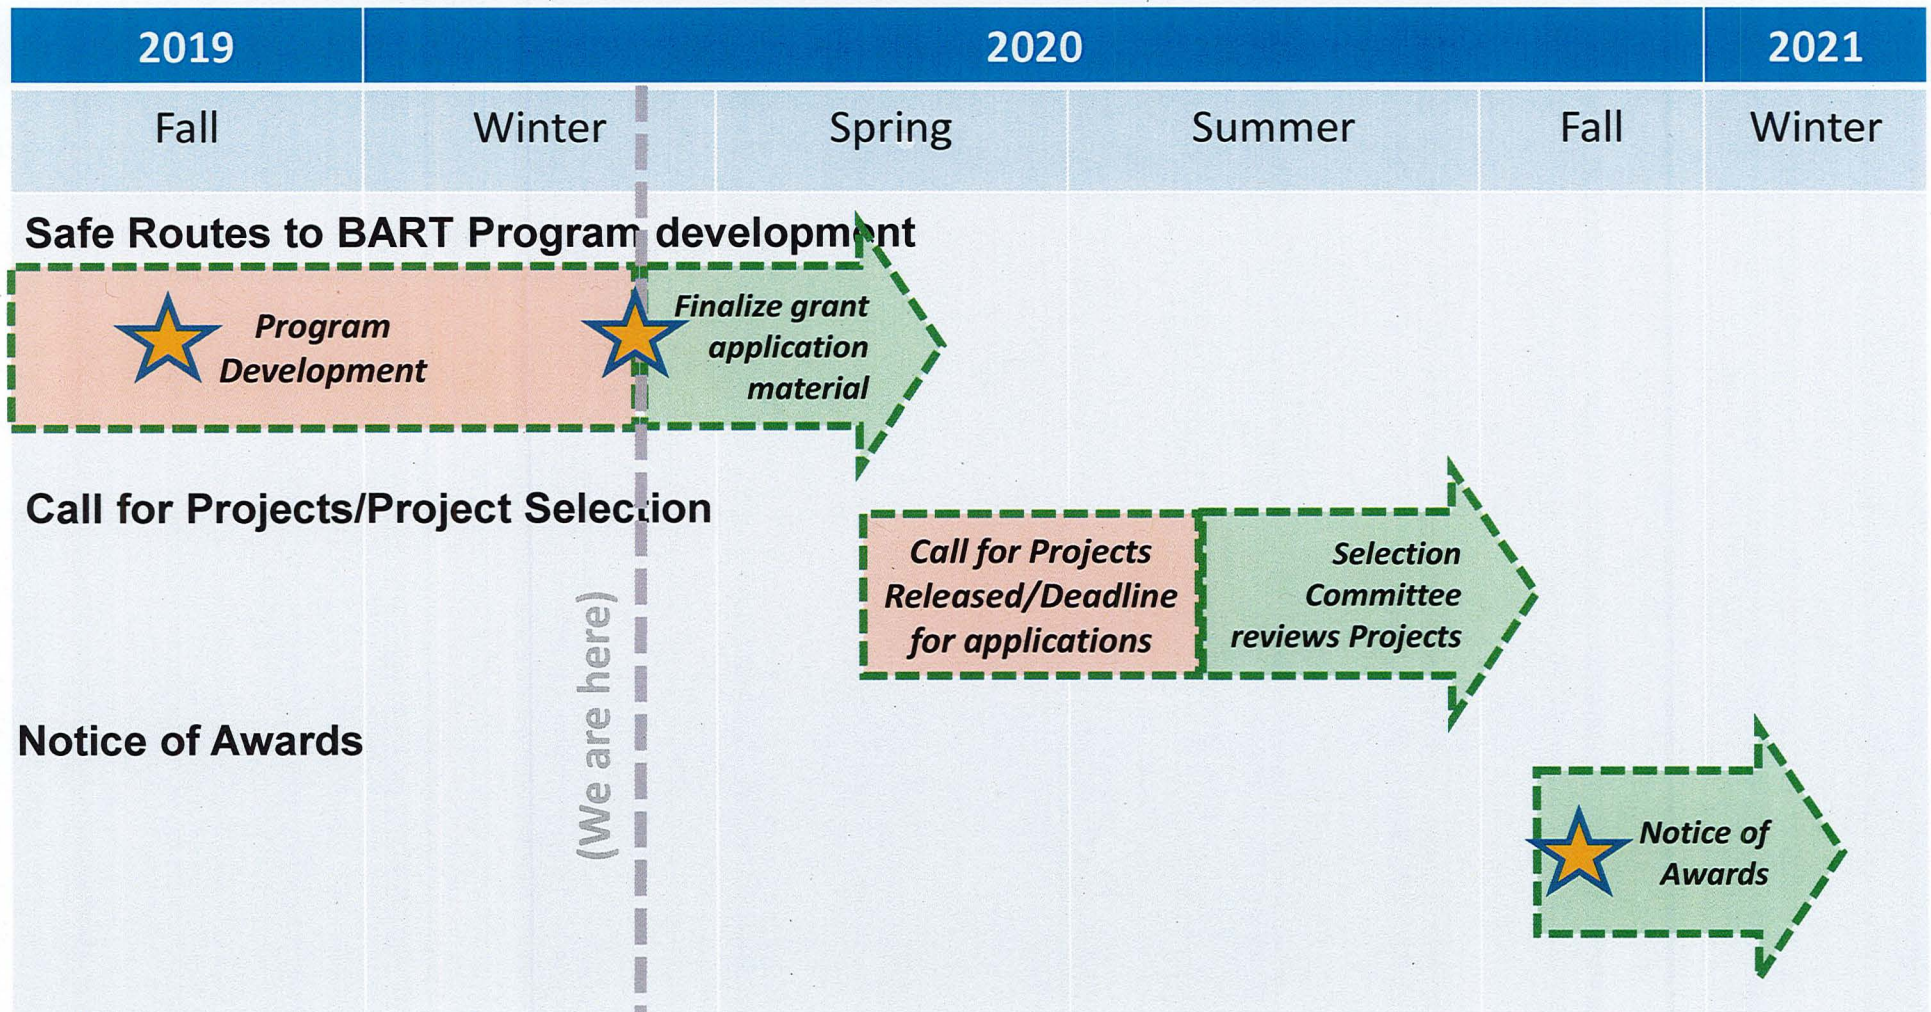 2019 2020 2021
Fall Winter Spring Summer Fall Winter
Safe Routes to BART Program development
Program
Development
Finalize grant
application
material
Call for Projects/Project Selection
Call for Projects
Released/Deadline
for applications
Selection
Committee
reviews Projects
(We are here)
Notice of Awards
Notice of
Awards